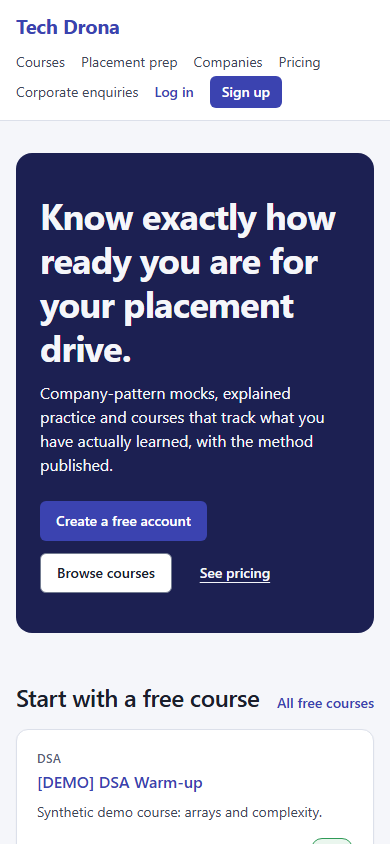 Tech Drona
Courses Placement prep Companies Pricing
Corporate enquiries Log in Sign up
Know exactly how
ready you are for
your placement
drive.
Company-pattern mocks, explained
practice and courses that track what you
have actually learned, with the method
published.
Create a free account
Browse courses See pricing
Start with a free course All free courses
DSA
[DEMO] DSA Warm-up
Synthetic demo course: arrays and complexity.